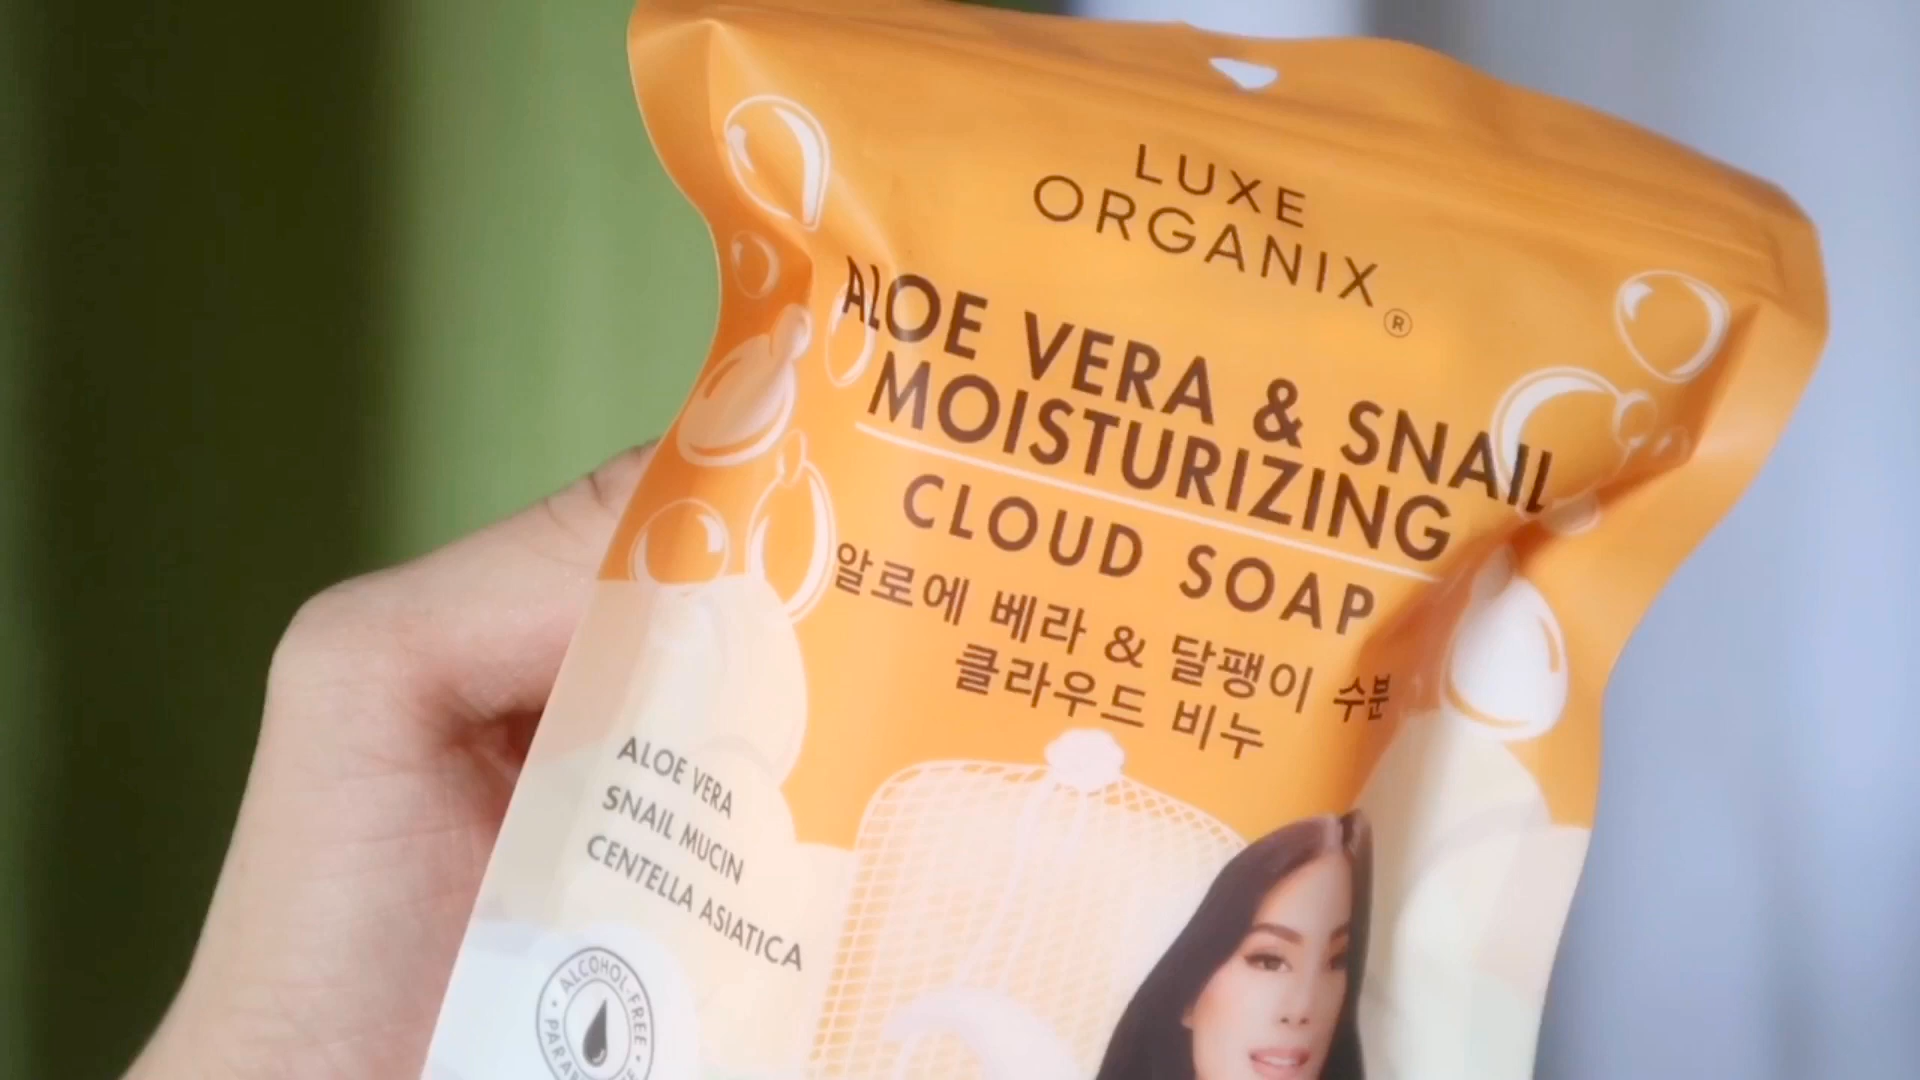 LUXE
ORGANIX®
ALOE VERA & SNAIL
MOISTURIZING
CLOUD SOAP
알로에 베라 & 달팽이 수분
클라우드 비누
ALOE VERA
SNAIL MUCIN
CENTELLA ASIATICA
ALCOHOL-FREE